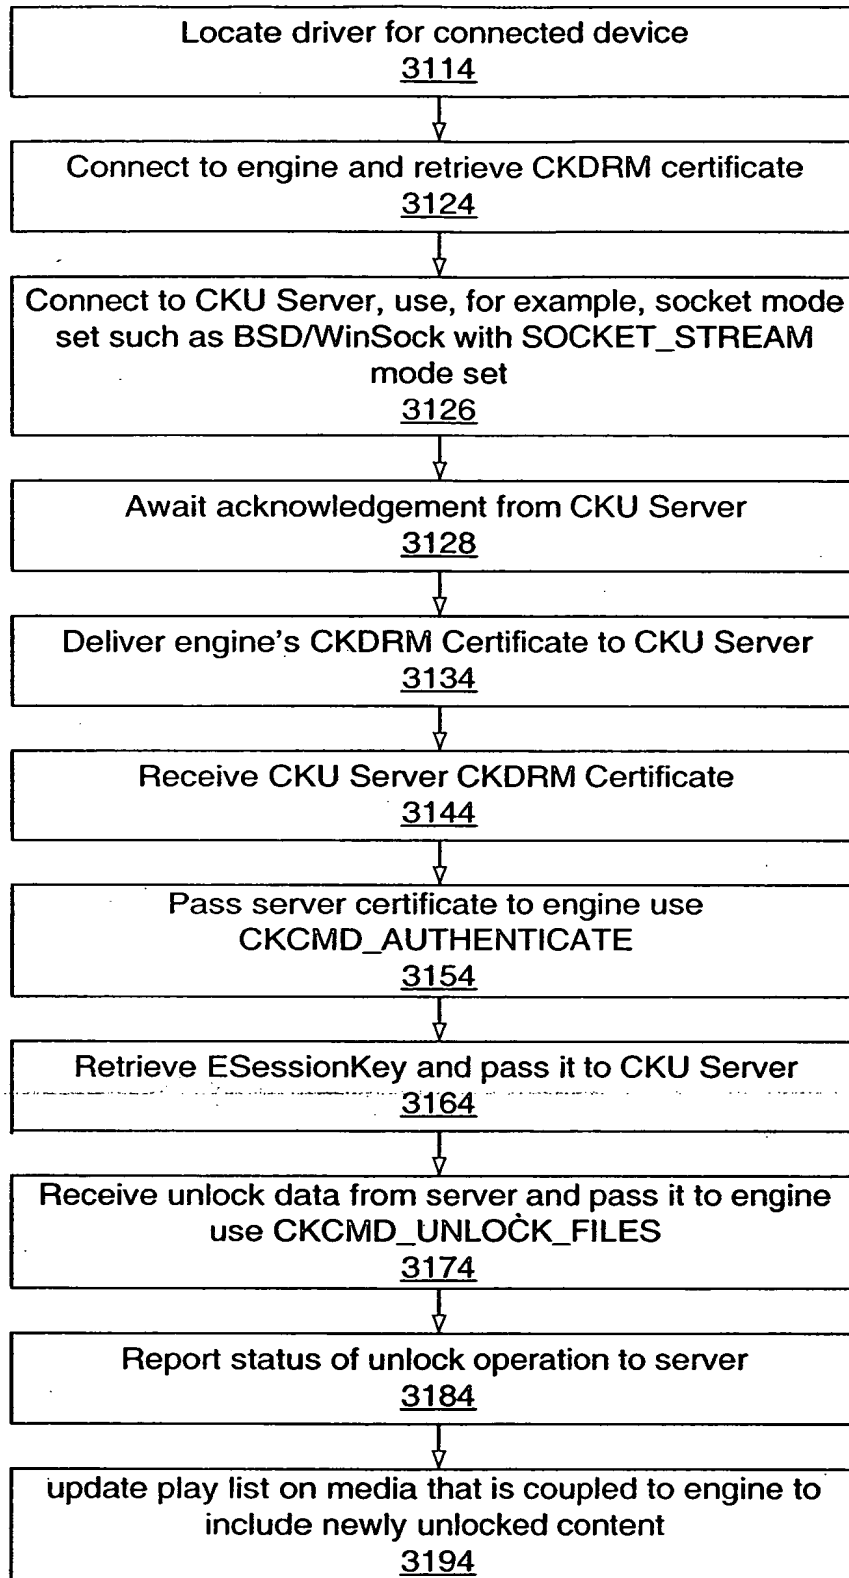 Locate driver for connected device
3114
Connect to engine and retrieve CKDRM certificate
3124
Connect to CKU Server, use, for example, socket mode
set such as BSD/WinSock with SOCKET_STREAM
mode set
3126
Await acknowledgement from CKU Server
3128
Deliver engine's CKDRM Certificate to CKU Server
3134
Receive CKU Server CKDRM Certificate
3144
Pass server certificate to engine use
CKCMD_AUTHENTICATE
3154
Retrieve ESessionKey and pass it to CKU Server
3164
Receive unlock data from server and pass it to engine
use CKCMD_UNLOCK_FILES
3174
Report status of unlock operation to server
3184
update play list on media that is coupled to engine to
include newly unlocked content
3194